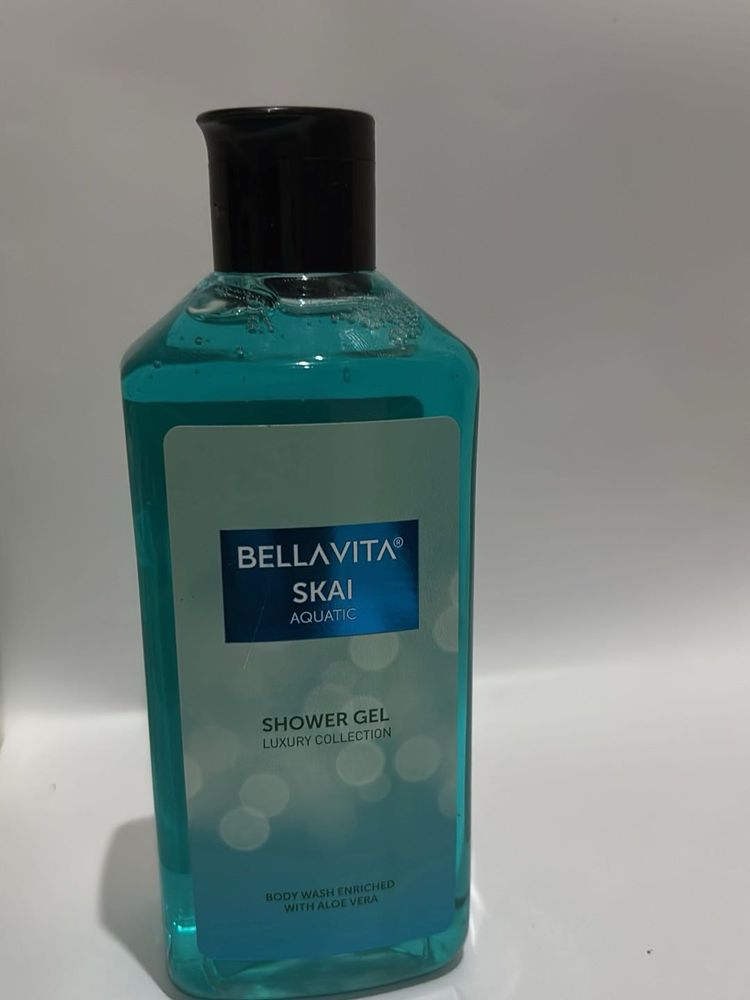 BELLAVITA®
SKAI
AQUATIC
SHOWER GEL
LUXURY COLLECTION
BODY WASH ENRICHED
WITH ALOE VERA